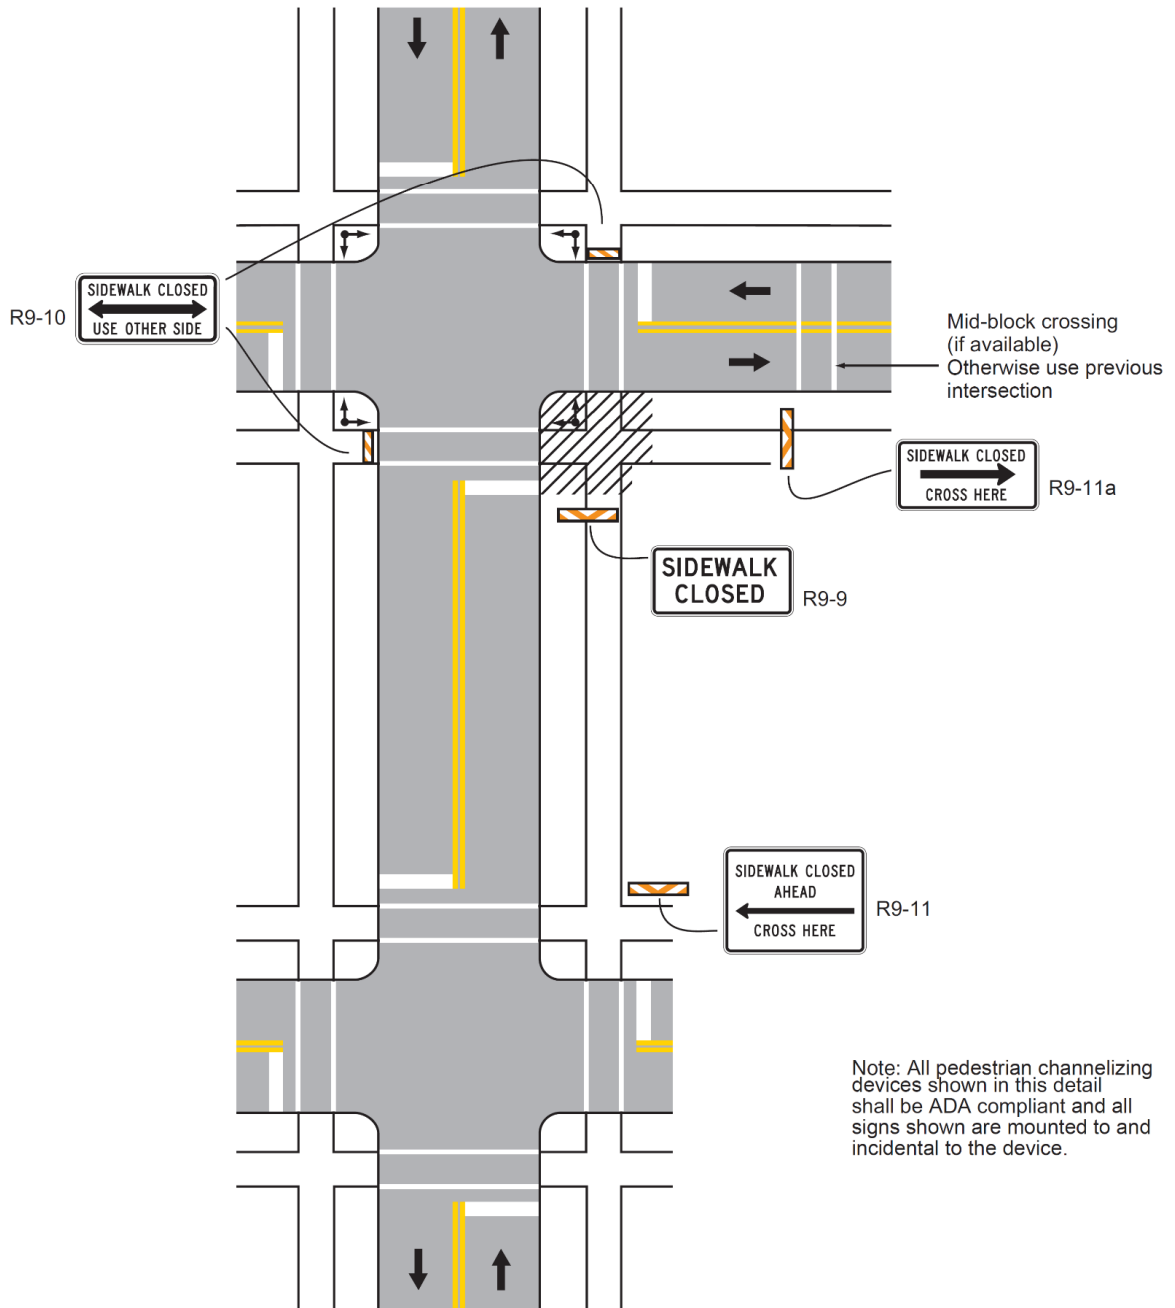 SIDEWALK CLOSED
USE OTHER SIDE
R9-10
Mid-block crossing
(if available)
Otherwise use previous
intersection
SIDEWALK CLOSED
CROSS HERE
R9-11a
SIDEWALK
CLOSED
R9-9
SIDEWALK CLOSED
AHEAD
CROSS HERE
R9-11
Note: All pedestrian channelizing
devices shown in this detail
shall be ADA compliant and all
signs shown are mounted to and
incidental to the device.